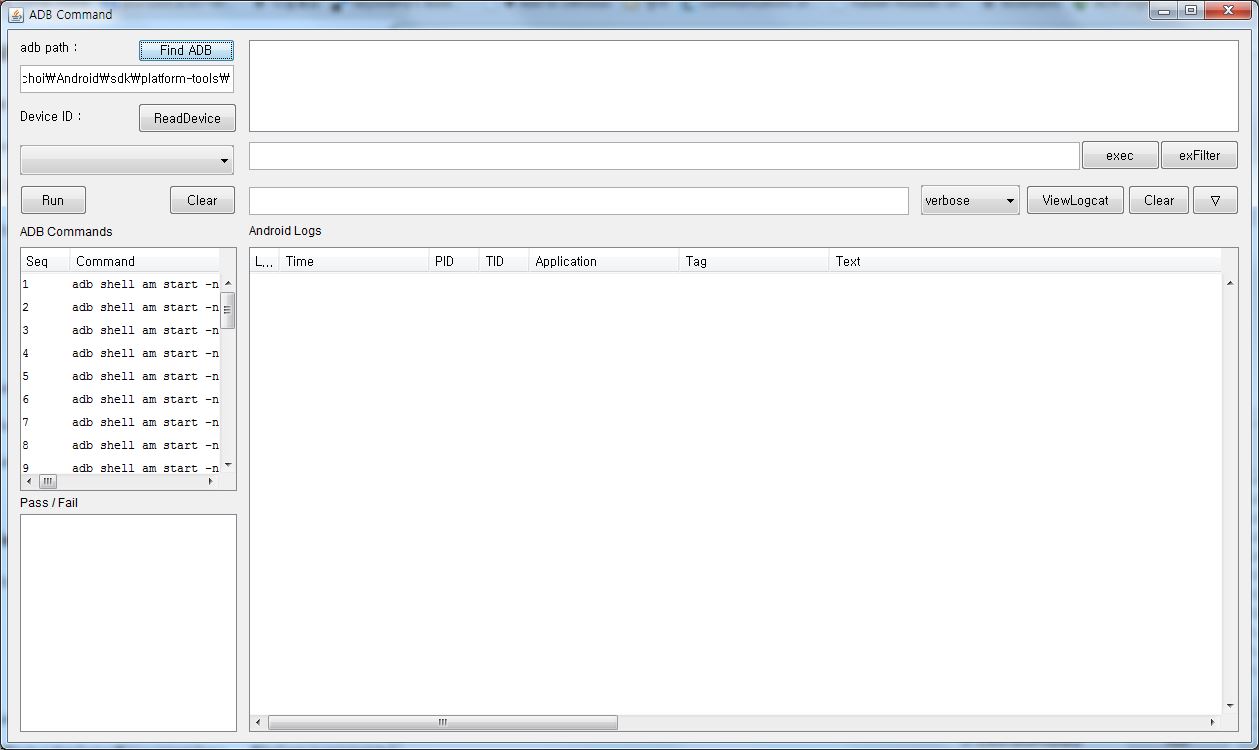 ADB Command
adb path :
Find ADB
choi₩Android₩sdk₩platform-tools₩
Device ID :
ReadDevice
exec
exFilter
Run
Clear
verbose
ViewLogcat
Clear
▽
ADB Commands
Android Logs
Seq Command
1 adb shell am start -n
2 adb shell am start -n
3 adb shell am start -n
4 adb shell am start -n
5 adb shell am start -n
6 adb shell am start -n
7 adb shell am start -n
8 adb shell am start -n
9 adb shell am start -n
L... Time PID TID Application Tag Text
Pass / Fail